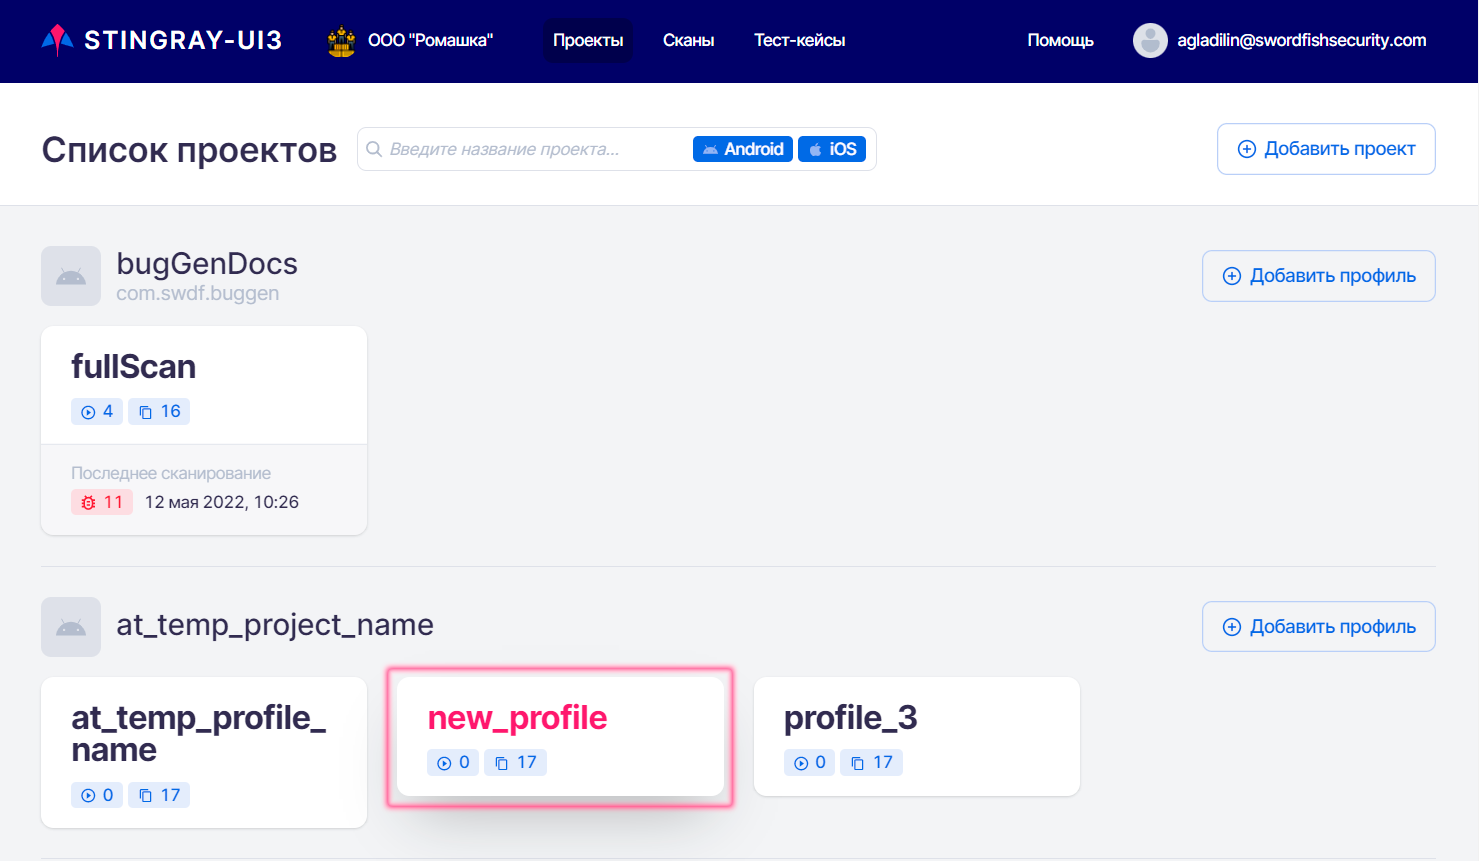 STINGRAY-UI3
ООО "Ромашка"
Проекты
Сканы
Тест-кейсы
Помощь
agladilin@swordfishsecurity.com
Список проектов
Введите название проекта...
Android
iOS
Добавить проект
bugGenDocs
com.swdf.buggen
Добавить профиль
fullScan
4
16
Последнее сканирование
11
12 мая 2022, 10:26
at_temp_project_name
Добавить профиль
at_temp_profile_
name
0
17
new_profile
0
17
profile_3
0
17